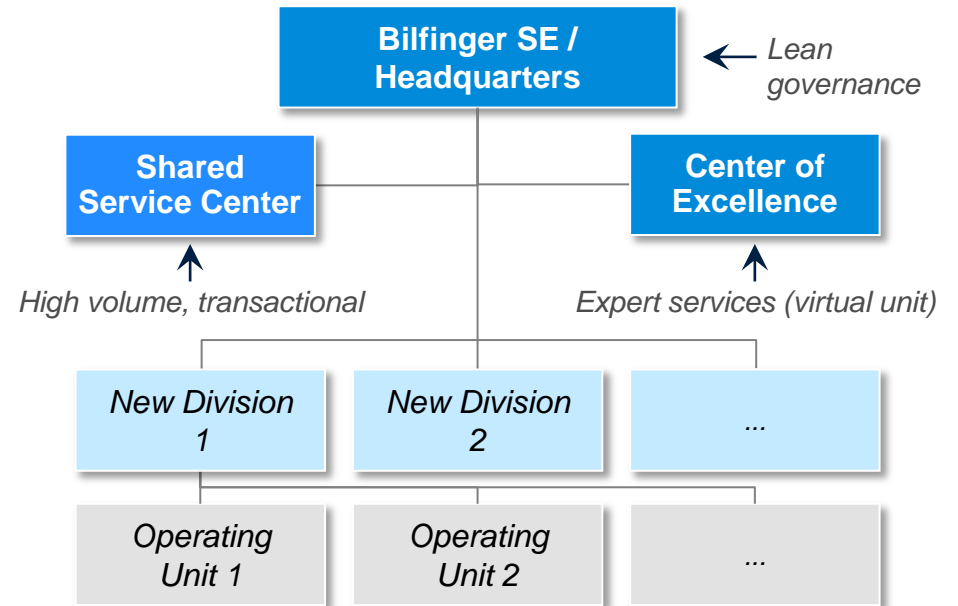 Bilfinger SE /
Headquarters
Lean
governance
Shared
Service Center
Center of
Excellence
High volume, transactional
Expert services (virtual unit)
New Division
1
New Division
2
...
Operating
Unit 1
Operating
Unit 2
...